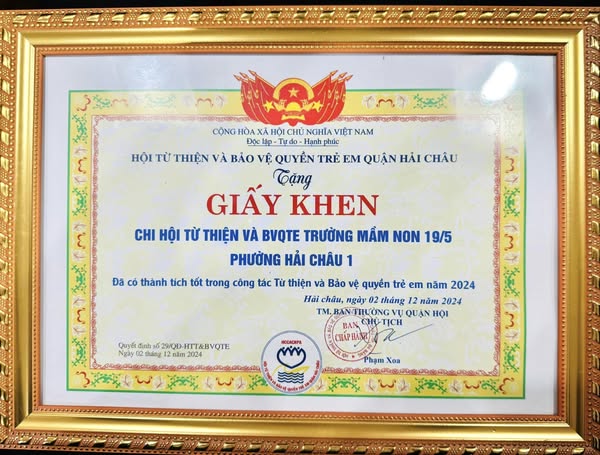 CỘNG HÒA XÃ HỘI CHỦ NGHĨA VIỆT NAM
Độc lập - Tự do - Hạnh phúc
HỘI TỪ THIỆN VÀ BẢO VỆ QUYỀN TRẺ EM QUẬN HẢI CHÂU
Tặng
GIẤY KHEN
CHI HỘI TỪ THIỆN VÀ BVQTE TRƯỜNG MẦM NON 19/5
PHƯỜNG HẢI CHÂU 1
Đã có thành tích tốt trong công tác Từ thiện và Bảo vệ quyền trẻ em năm 2024
Hải châu, ngày 02 tháng 12 năm 2024
TM. BAN THƯỜNG VỤ QUẬN HỘI
CHỦ TỊCH
BAN
CHẤP HÀNH
Phạm Xoa
Quyết định số 29/QĐ-HTT&BVQTE
Ngày 02 tháng 12 năm 2024
HCCACRPA